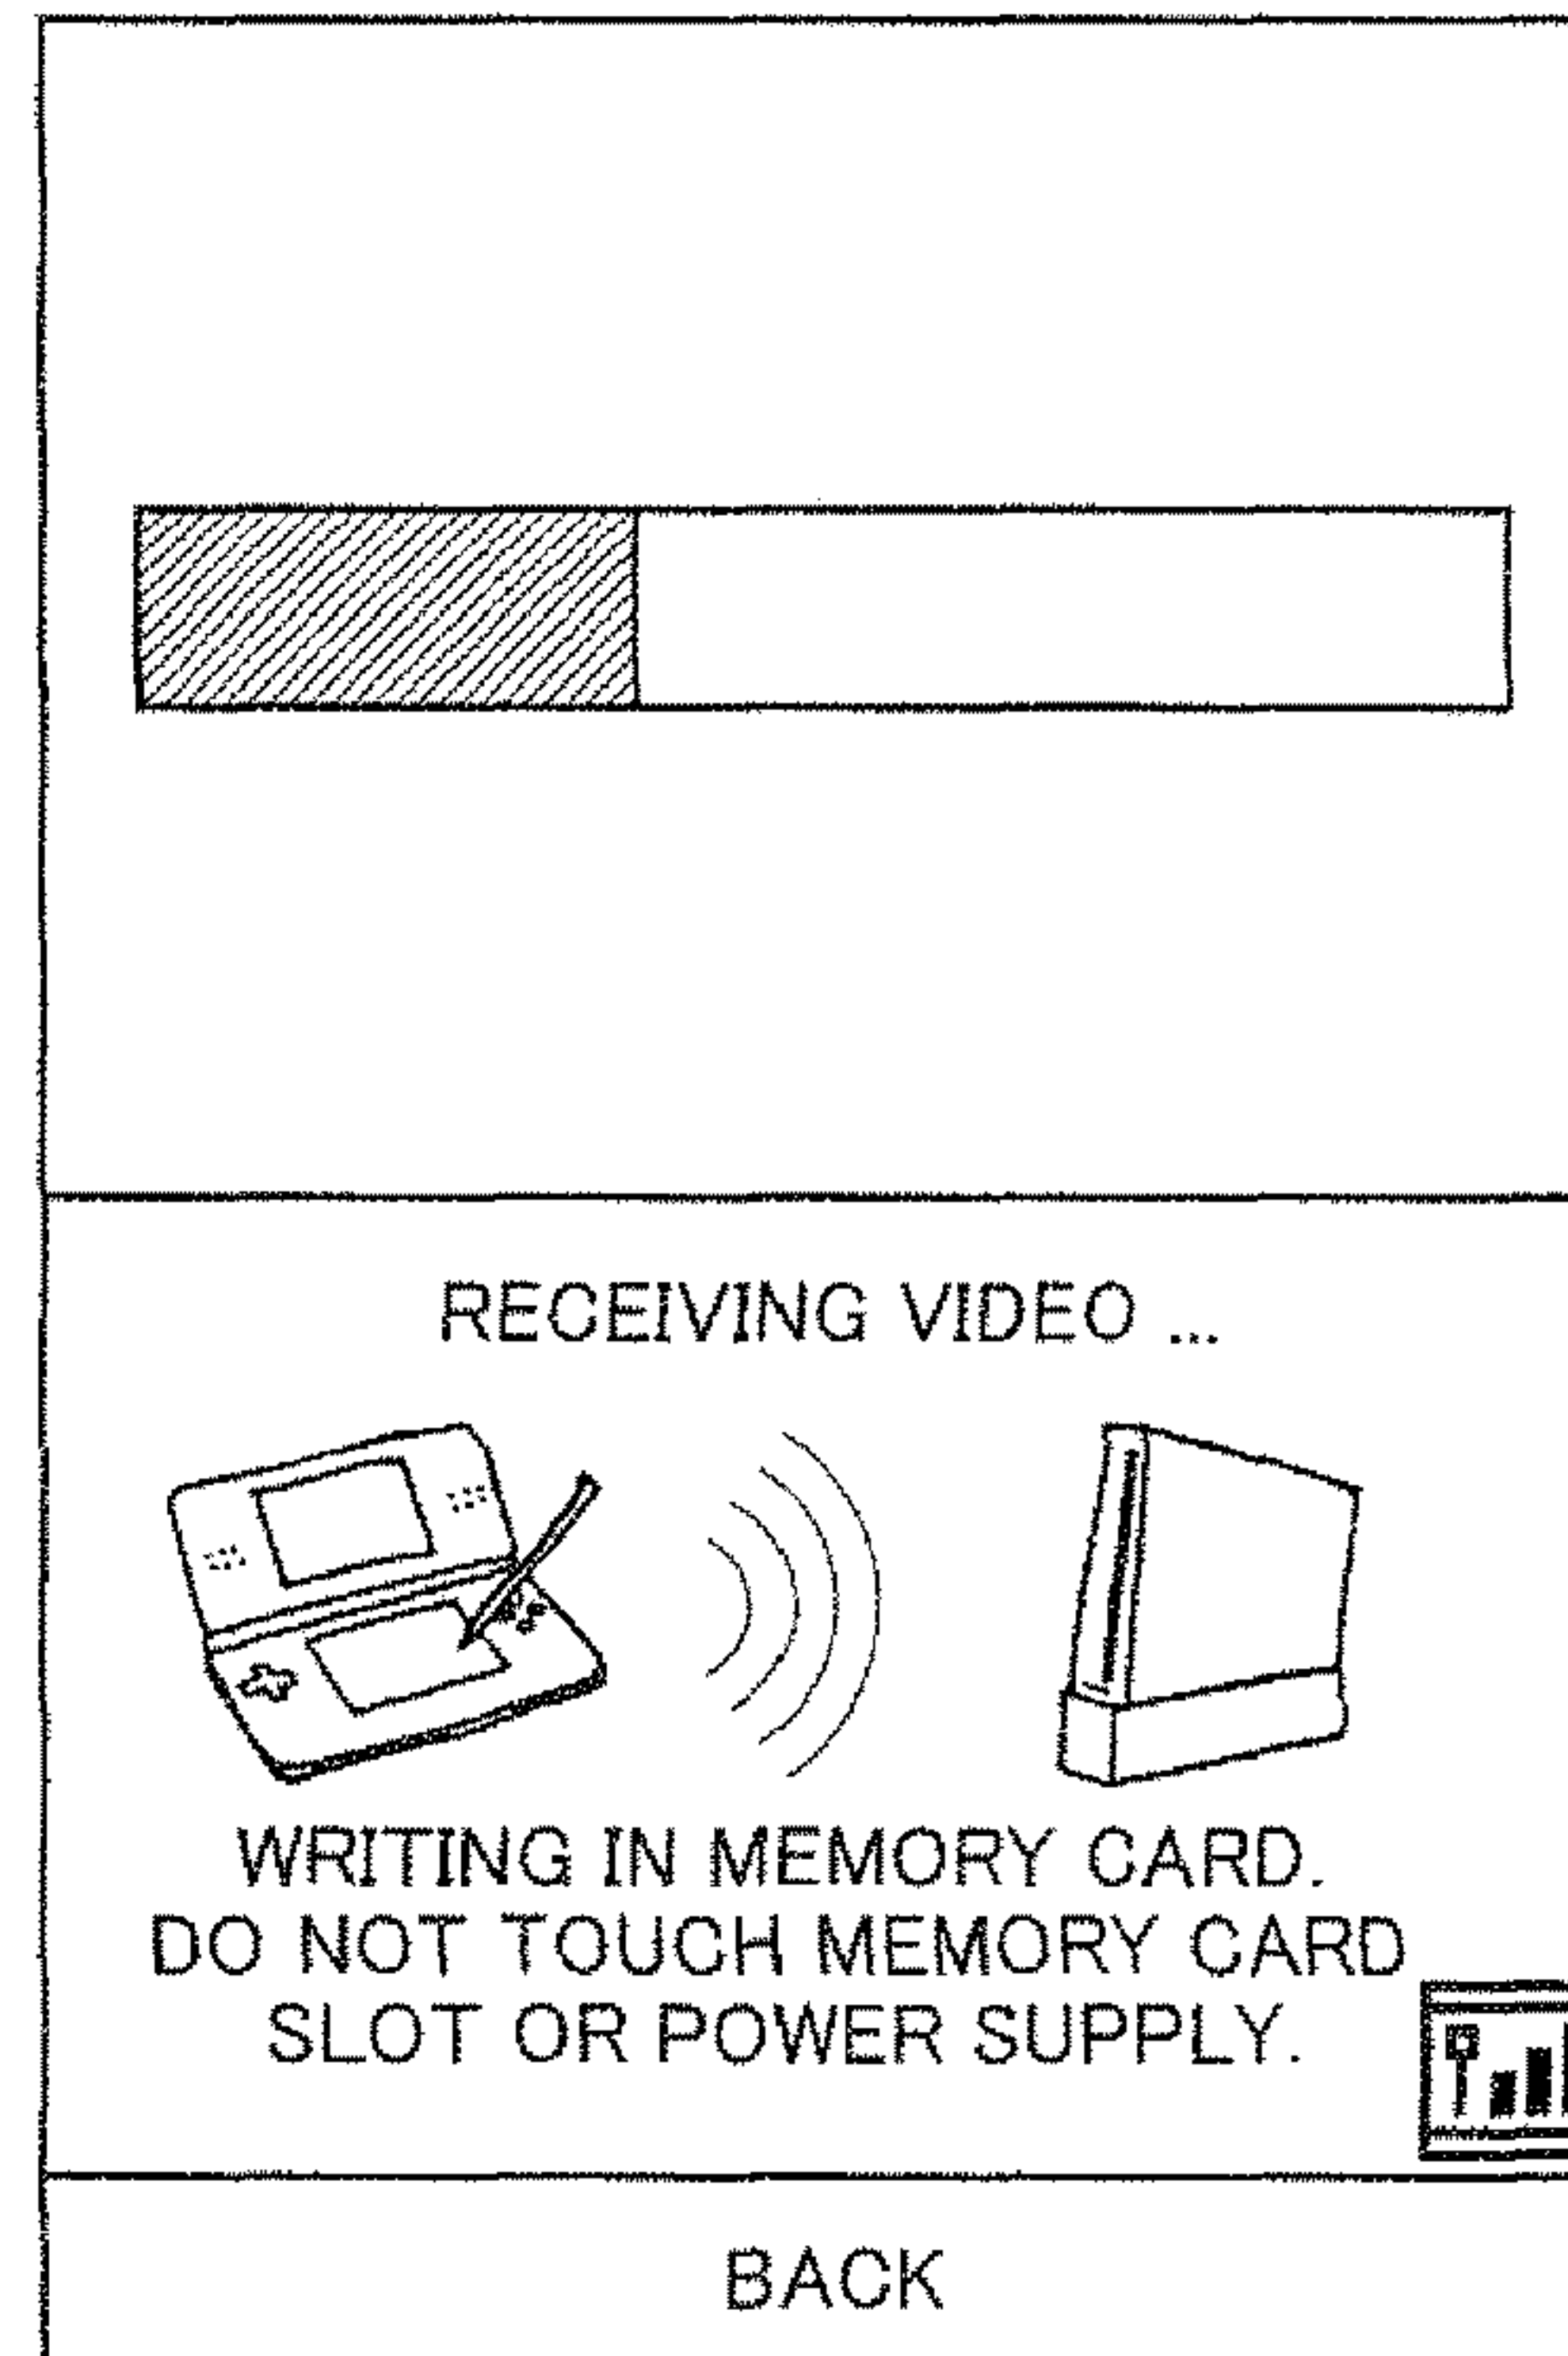 RECEIVING VIDEO ...
WRITING IN MEMORY CARD.
DO NOT TOUCH MEMORY CARD
SLOT OR POWER SUPPLY.
BACK